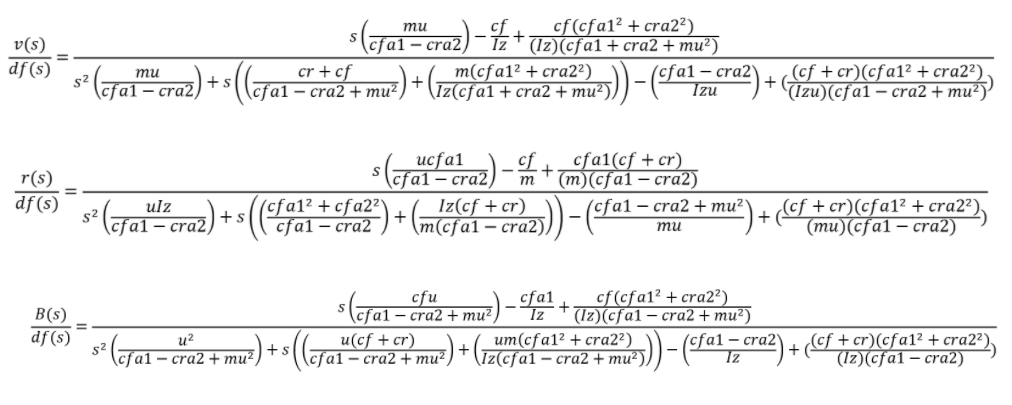 v(s)/df(s) = (s(mu/(cfa1 − cra2)) − cf/Iz + cf(cfa1² + cra2²)/((Iz)(cfa1 + cra2 + mu²))) / (s²(mu/(cfa1 − cra2)) + s(((cr + cf)/(cfa1 − cra2 + mu²)) + (m(cfa1² + cra2²)/(Iz(cfa1 + cra2 + mu²)))) − ((cfa1 − cra2)/Izu) + ((cf + cr)(cfa1² + cra2²)/((Izu)(cfa1 − cra2 + mu²))))
r(s)/df(s) = (s(ucfa1/(cfa1 − cra2)) − cf/m + cfa1(cf + cr)/((m)(cfa1 − cra2))) / (s²(uIz/(cfa1 − cra2)) + s(((cfa1² + cfa2²)/(cfa1 − cra2)) + (Iz(cf + cr)/(m(cfa1 − cra2)))) − ((cfa1 − cra2 + mu²)/mu) + ((cf + cr)(cfa1² + cra2²)/((mu)(cfa1 − cra2))))
B(s)/df(s) = (s(cfu/(cfa1 − cra2 + mu²)) − cfa1/Iz + cf(cfa1² + cra2²)/((Iz)(cfa1 − cra2 + mu²))) / (s²(u²/(cfa1 − cra2 + mu²)) + s((u(cf + cr)/(cfa1 − cra2 + mu²)) + (um(cfa1² + cra2²)/(Iz(cfa1 − cra2 + mu²)))) − ((cfa1 − cra2)/Iz) + ((cf + cr)(cfa1² + cra2²)/((Iz)(cfa1 − cra2))))